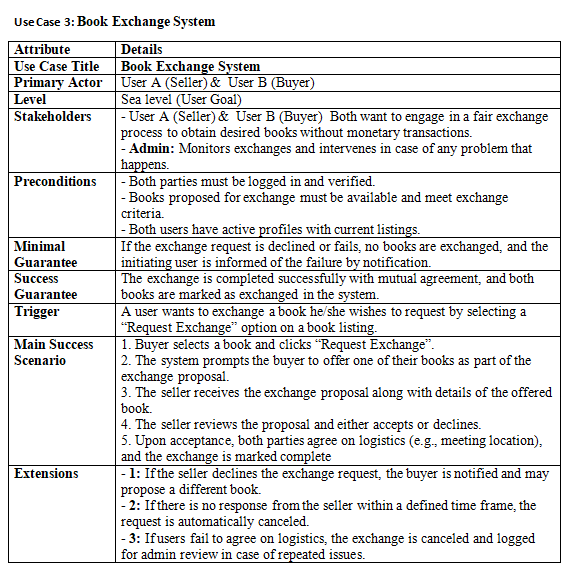 Use Case 3: Book Exchange System
Attribute Details
Use Case Title Book Exchange System
Primary Actor User A (Seller) & User B (Buyer)
Level Sea level (User Goal)
Stakeholders - User A (Seller) & User B (Buyer) Both want to engage in a fair exchange
process to obtain desired books without monetary transactions.
- Admin: Monitors exchanges and intervenes in case of any problem that
happens.
Preconditions - Both parties must be logged in and verified.
- Books proposed for exchange must be available and meet exchange
criteria.
- Both users have active profiles with current listings.
Minimal If the exchange request is declined or fails, no books are exchanged, and the
Guarantee initiating user is informed of the failure by notification.
Success The exchange is completed successfully with mutual agreement, and both
Guarantee books are marked as exchanged in the system.
Trigger A user wants to exchange a book he/she wishes to request by selecting a
“Request Exchange” option on a book listing.
Main Success 1. Buyer selects a book and clicks “Request Exchange”.
Scenario 2. The system prompts the buyer to offer one of their books as part of the
exchange proposal.
3. The seller receives the exchange proposal along with details of the offered
book.
4. The seller reviews the proposal and either accepts or declines.
5. Upon acceptance, both parties agree on logistics (e.g., meeting location),
and the exchange is marked complete
Extensions - 1: If the seller declines the exchange request, the buyer is notified and may
propose a different book.
- 2: If there is no response from the seller within a defined time frame, the
request is automatically canceled.
- 3: If users fail to agree on logistics, the exchange is canceled and logged
for admin review in case of repeated issues.